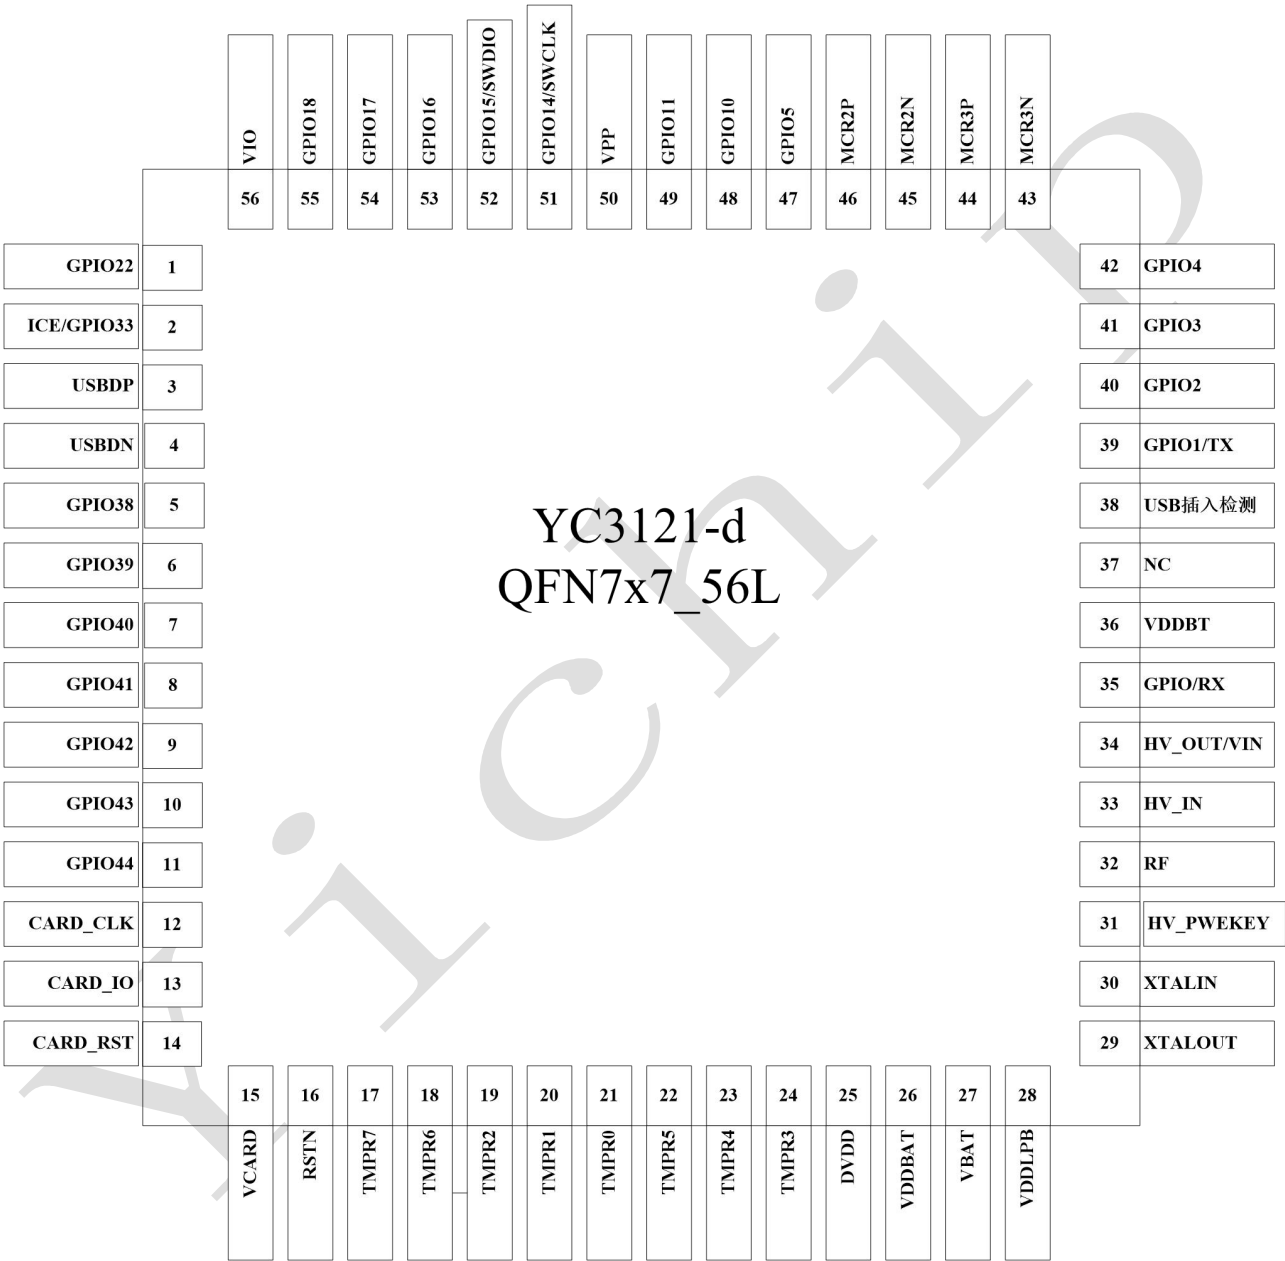 VIO
GPIO18
GPIO17
GPIO16
GPIO15/SWDIO
GPIO14/SWCLK
VPP
GPIO11
GPIO10
GPIO5
MCR2P
MCR2N
MCR3P
MCR3N
56 55 54 53 52 51 50 49 48 47 46 45 44 43
GPIO22 1
ICE/GPIO33 2
USBDP 3
USBDN 4
GPIO38 5
GPIO39 6
GPIO40 7
GPIO41 8
GPIO42 9
GPIO43 10
GPIO44 11
CARD_CLK 12
CARD_IO 13
CARD_RST 14
YC3121-d
QFN7x7_56L
Yichip
42 GPIO4
41 GPIO3
40 GPIO2
39 GPIO1/TX
38 USB插入检测
37 NC
36 VDDBT
35 GPIO/RX
34 HV_OUT/VIN
33 HV_IN
32 RF
31 HV_PWEKEY
30 XTALIN
29 XTALOUT
15 16 17 18 19 20 21 22 23 24 25 26 27 28
VCARD
RSTN
TMPR7
TMPR6
TMPR2
TMPR1
TMPR0
TMPR5
TMPR4
TMPR3
DVDD
VDDBAT
VBAT
VDDLPB